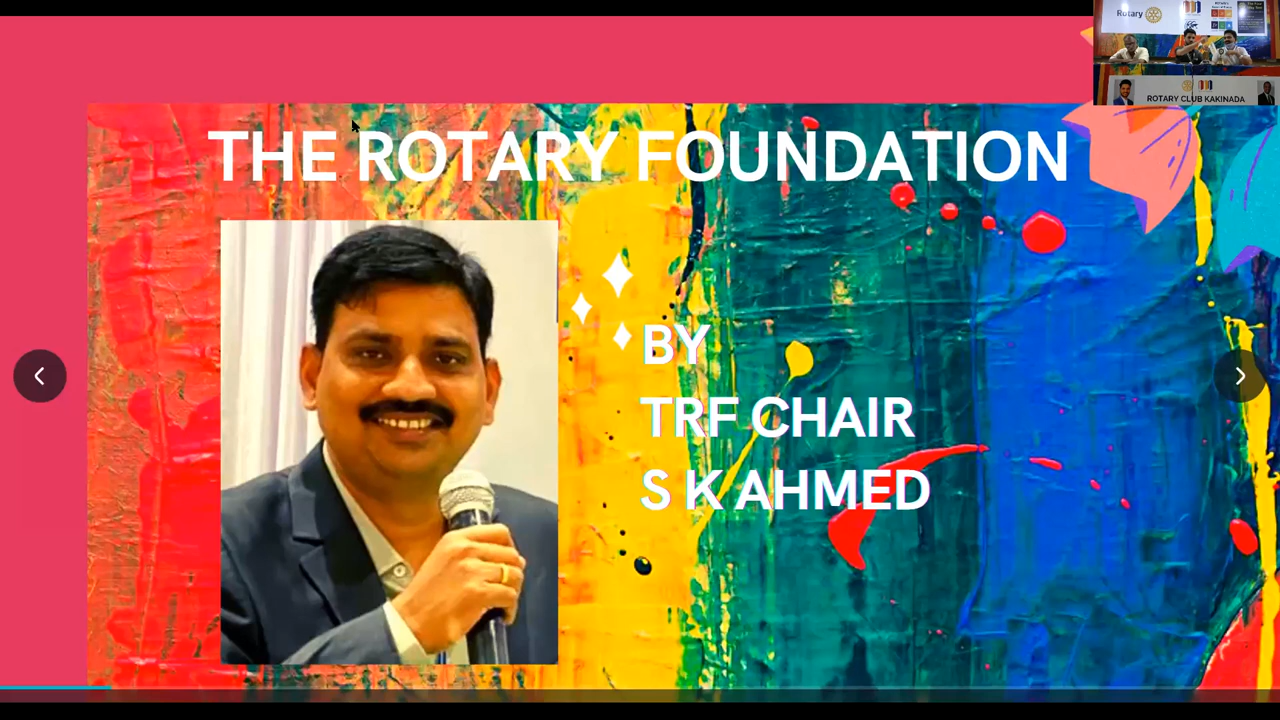 THE ROTARY FOUNDATION
BY
TRF CHAIR
S K AHMED
Rotary
ROTARY CLUB KAKINADA